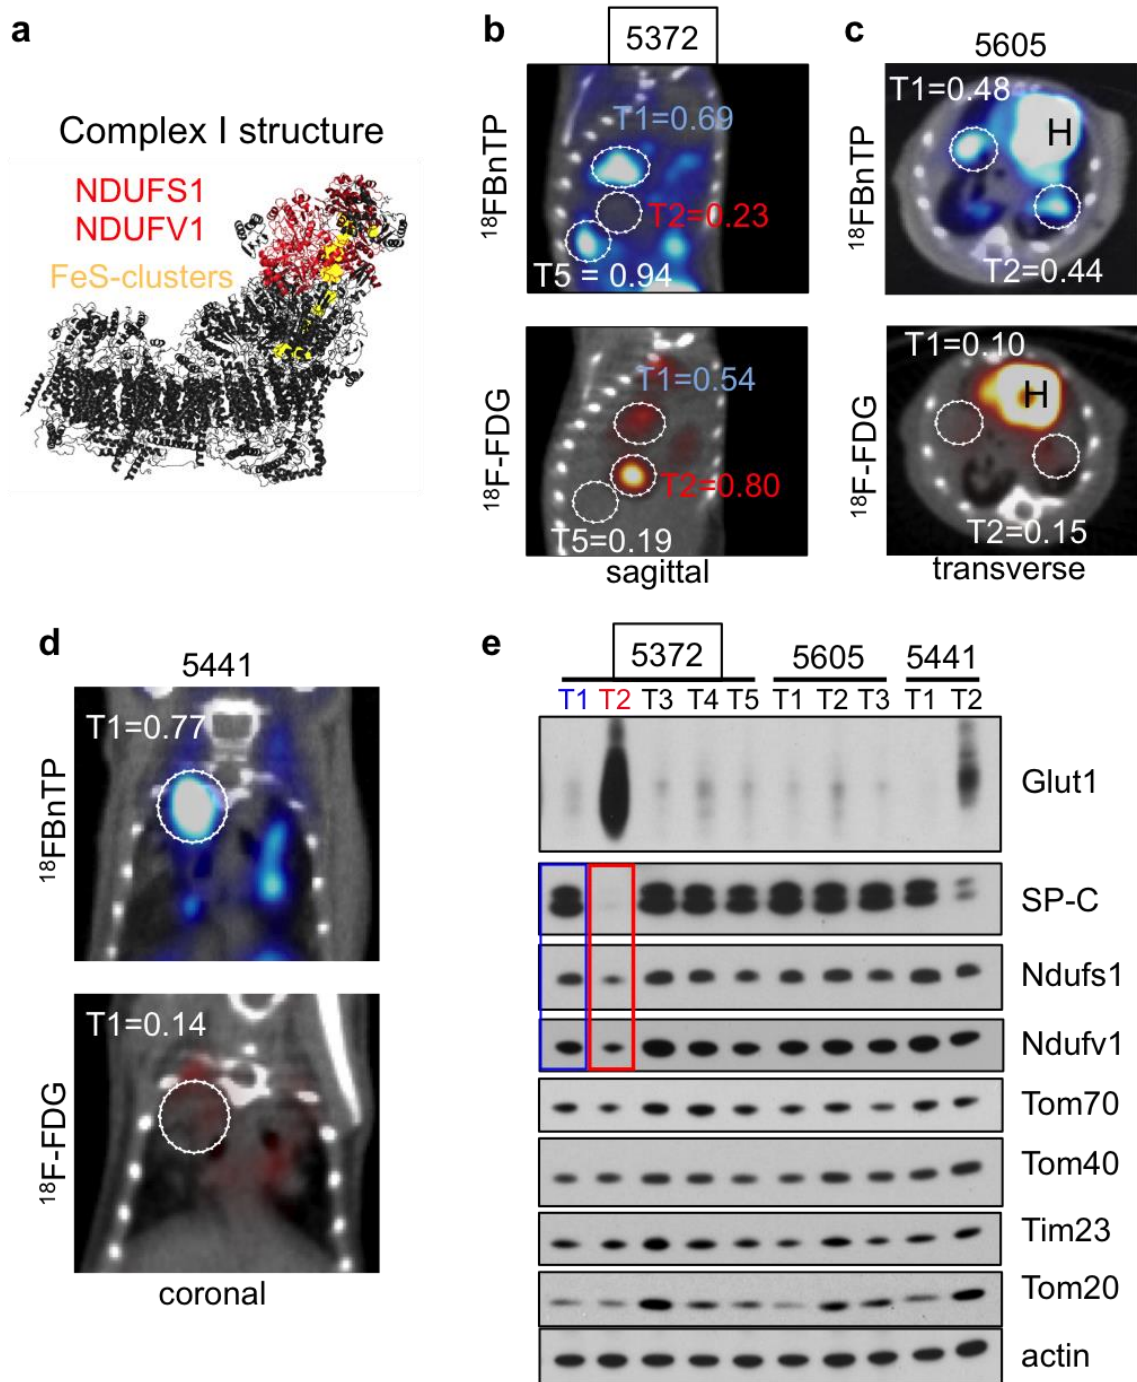 a
Complex I structure
NDUFS1
NDUFV1
FeS-clusters
b
5372
18FBnTP
T1=0.69
T2=0.23
T5 = 0.94
18F-FDG
T1=0.54
T2=0.80
T5=0.19
sagittal
c
5605
18FBnTP
T1=0.48
H
T2=0.44
18F-FDG
T1=0.10
H
T2=0.15
transverse
d
5441
18FBnTP
T1=0.77
18F-FDG
T1=0.14
coronal
e
5372 5605 5441
T1 T2 T3 T4 T5 T1 T2 T3 T1 T2
Glut1
SP-C
Ndufs1
Ndufv1
Tom70
Tom40
Tim23
Tom20
actin